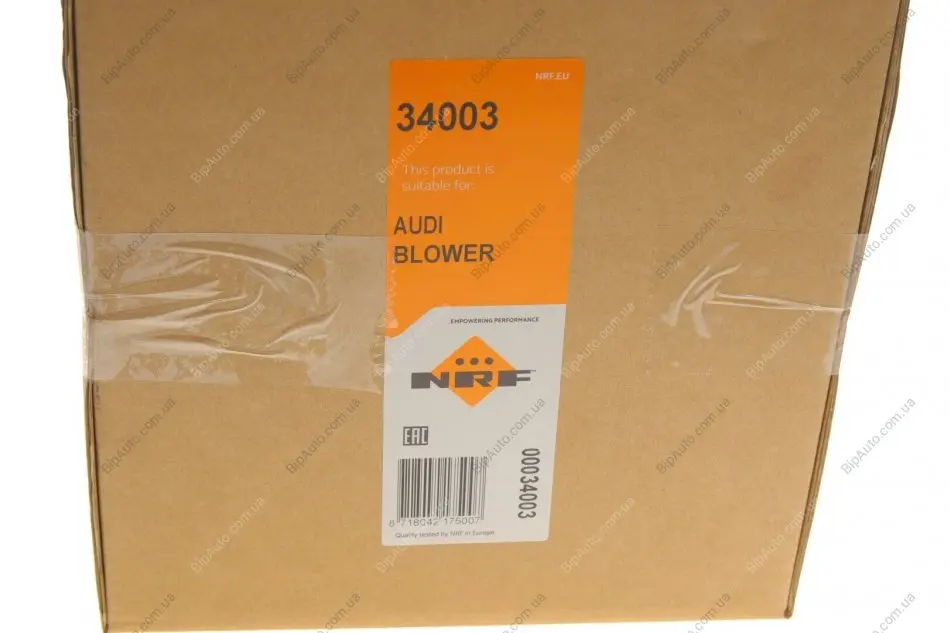 NRF.EU
34003
This product is
suitable for:
AUDI
BLOWER
EMPOWERING PERFORMANCE
NRF
EAC
00034003
8 718042 175007
Quality tested by NRF in Europe
BipAuto.com.ua